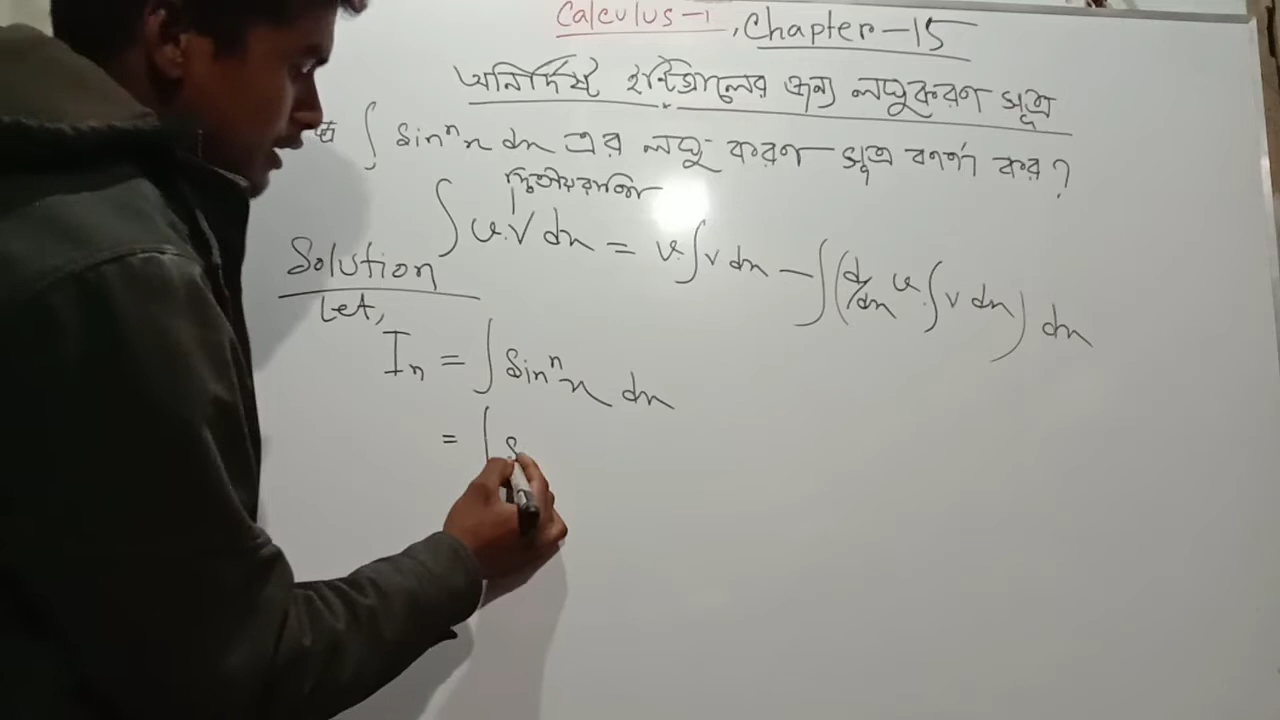 Calculus-1, Chapter-15
অনির্দিষ্ট ইন্টিগ্রালের জন্য লঘুকরণ সূত্র
∫ sinⁿx dx এর লঘু-করণ সূত্র বর্ণনা কর?
দ্বিতীয়রাশি
∫ u.v dx = u.∫v dx - ∫(d/dx u.∫v dx) dx
Solution
Let,
Iₙ = ∫ sinⁿx dx
= ∫ s